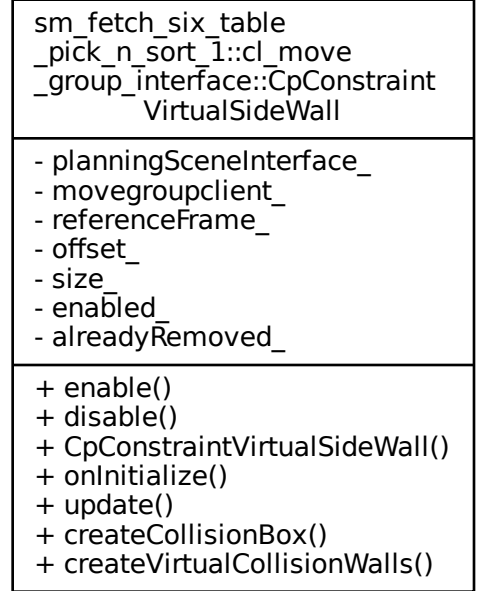 sm_fetch_six_table
_pick_n_sort_1::cl_move
_group_interface::CpConstraint
VirtualSideWall
- planningSceneInterface_
- movegroupclient_
- referenceFrame_
- offset_
- size_
- enabled_
- alreadyRemoved_
+ enable()
+ disable()
+ CpConstraintVirtualSideWall()
+ onInitialize()
+ update()
+ createCollisionBox()
+ createVirtualCollisionWalls()